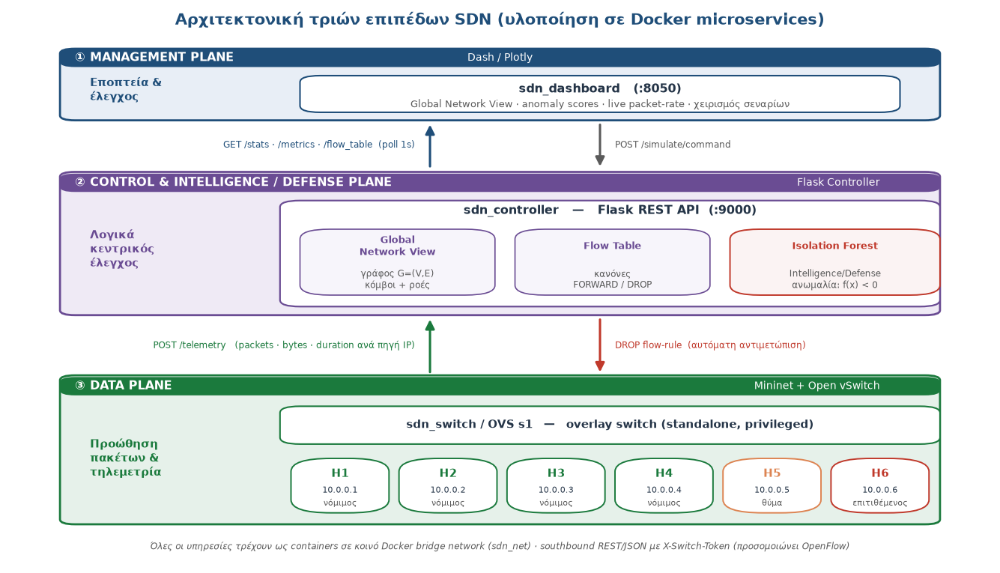 Αρχιτεκτονική τριών επιπέδων SDN (υλοποίηση σε Docker microservices)
① MANAGEMENT PLANE
Dash / Plotly
Εποπτεία &
έλεγχος
sdn_dashboard (:8050)
Global Network View · anomaly scores · live packet-rate · χειρισμός σεναρίων
GET /stats · /metrics · /flow_table (poll 1s)
POST /simulate/command
② CONTROL & INTELLIGENCE / DEFENSE PLANE
Flask Controller
Λογικά
κεντρικός
έλεγχος
sdn_controller — Flask REST API (:9000)
Global
Network View
γράφος G=(V,E)
κόμβοι + ροές
Flow Table
κανόνες
FORWARD / DROP
Isolation Forest
Intelligence/Defense
ανωμαλία: f(x) < 0
POST /telemetry (packets · bytes · duration ανά πηγή IP)
DROP flow-rule (αυτόματη αντιμετώπιση)
③ DATA PLANE
Mininet + Open vSwitch
Προώθηση
πακέτων &
τηλεμετρία
sdn_switch / OVS s1 — overlay switch (standalone, privileged)
H1
10.0.0.1
νόμιμος
H2
10.0.0.2
νόμιμος
H3
10.0.0.3
νόμιμος
H4
10.0.0.4
νόμιμος
H5
10.0.0.5
θύμα
H6
10.0.0.6
επιτιθέμενος
Όλες οι υπηρεσίες τρέχουν ως containers σε κοινό Docker bridge network (sdn_net) · southbound REST/JSON με X-Switch-Token (προσομοιώνει OpenFlow)